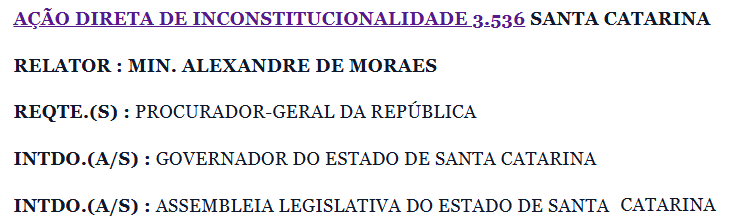 AÇÃO DIRETA DE INCONSTITUCIONALIDADE 3.536 SANTA CATARINA
RELATOR : MIN. ALEXANDRE DE MORAES
REQTE.(S) : PROCURADOR-GERAL DA REPÚBLICA
INTDO.(A/S) : GOVERNADOR DO ESTADO DE SANTA CATARINA
INTDO.(A/S) : ASSEMBLEIA LEGISLATIVA DO ESTADO DE SANTA CATARINA